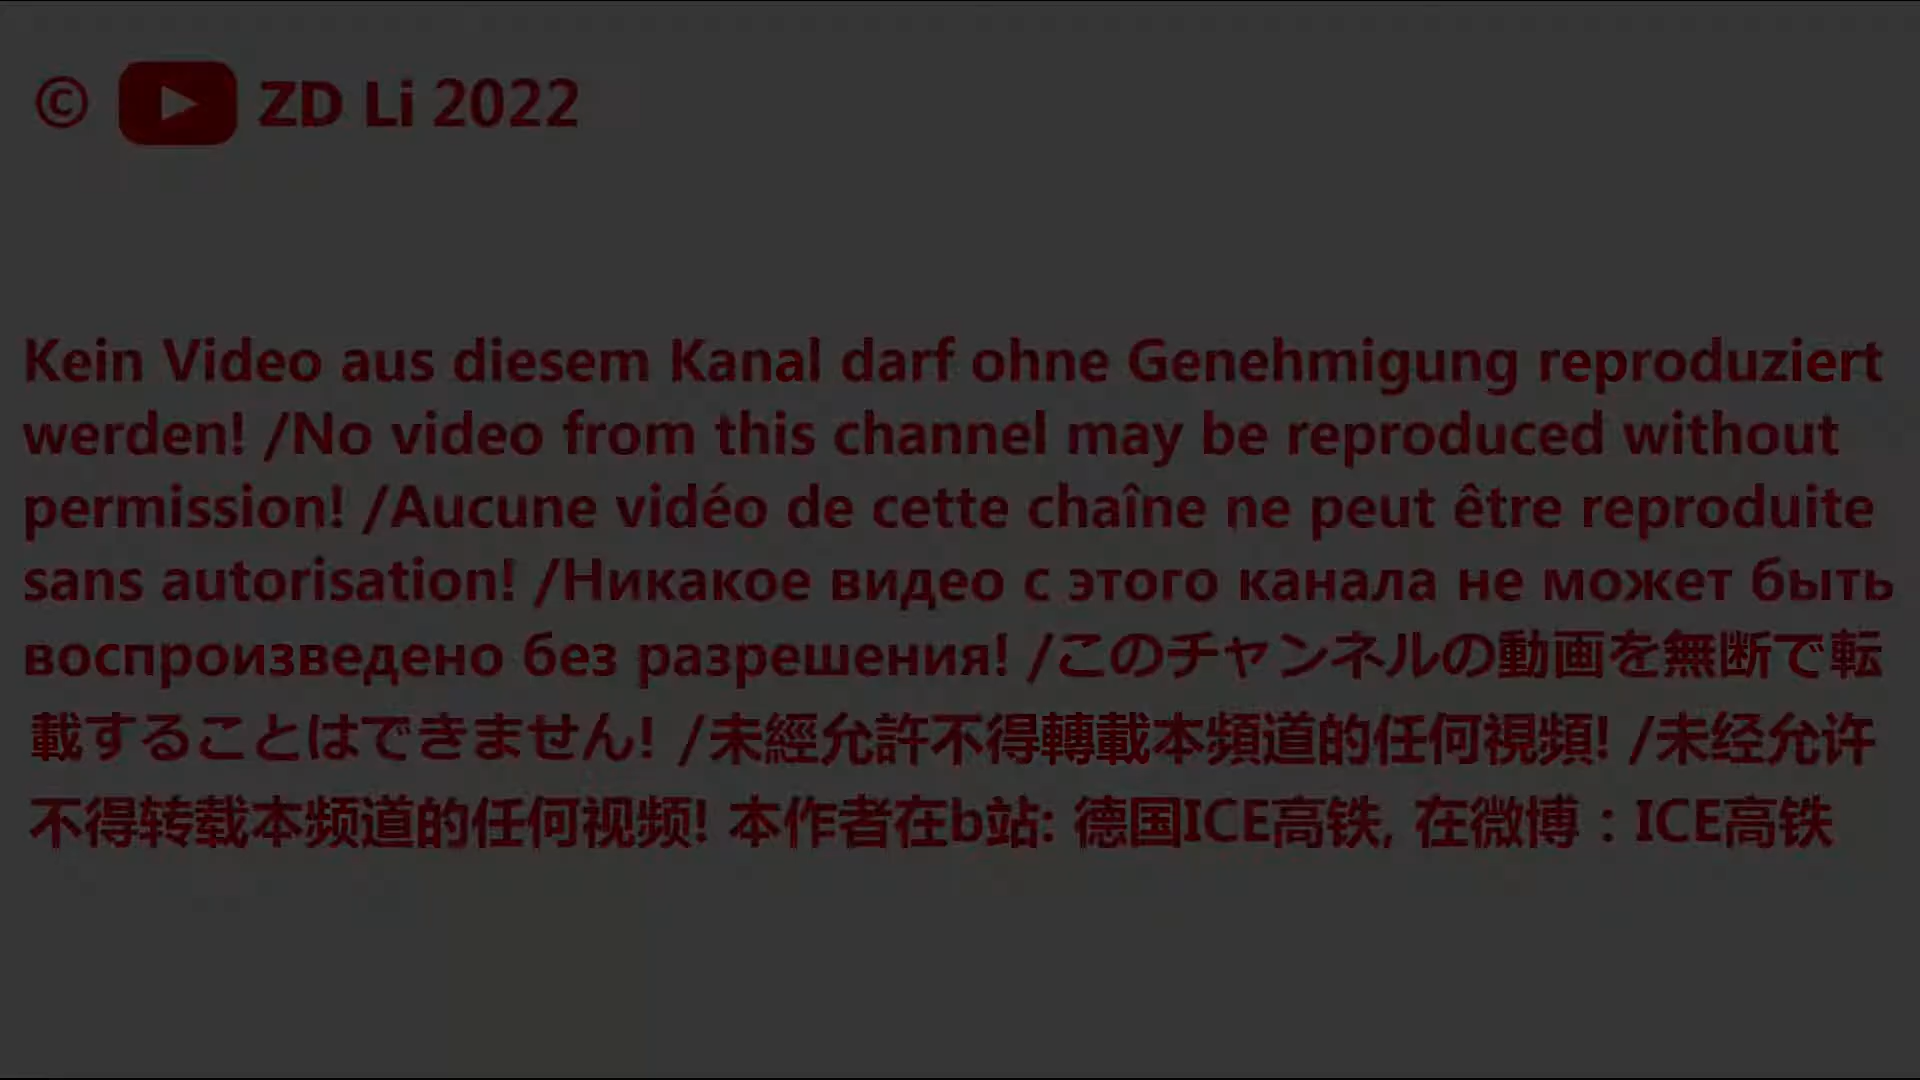 © ZD Li 2022
Kein Video aus diesem Kanal darf ohne Genehmigung reproduziert
werden! /No video from this channel may be reproduced without
permission! /Aucune vidéo de cette chaîne ne peut être reproduite
sans autorisation! /Никакое видео с этого канала не может быть
воспроизведено без разрешения! /このチャンネルの動画を無断で転
載することはできません! /未經允許不得轉載本頻道的任何視頻! /未经允许
不得转载本频道的任何视频! 本作者在b站: 德国ICE高铁, 在微博：ICE高铁